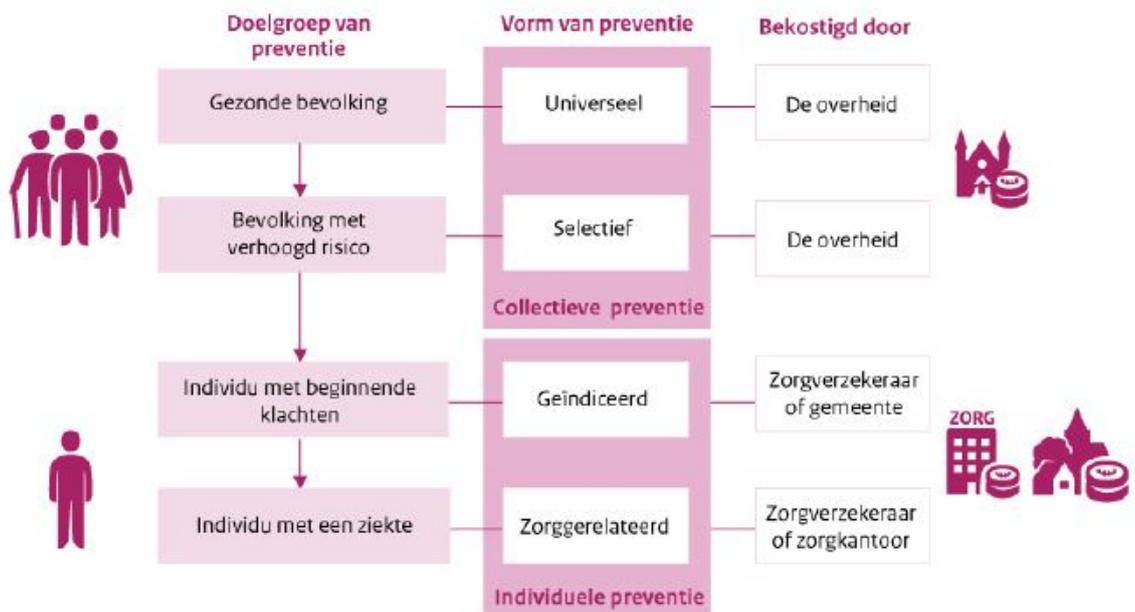 Doelgroep van
preventie
Vorm van preventie
Bekostigd door
Gezonde bevolking
Universeel
De overheid
Bevolking met
verhoogd risico
Selectief
De overheid
Collectieve preventie
Individu met beginnende
klachten
Geïndiceerd
Zorgverzekeraar
of gemeente
ZORG
Individu met een ziekte
Zorggerelateerd
Zorgverzekeraar
of zorgkantoor
Individuele preventie